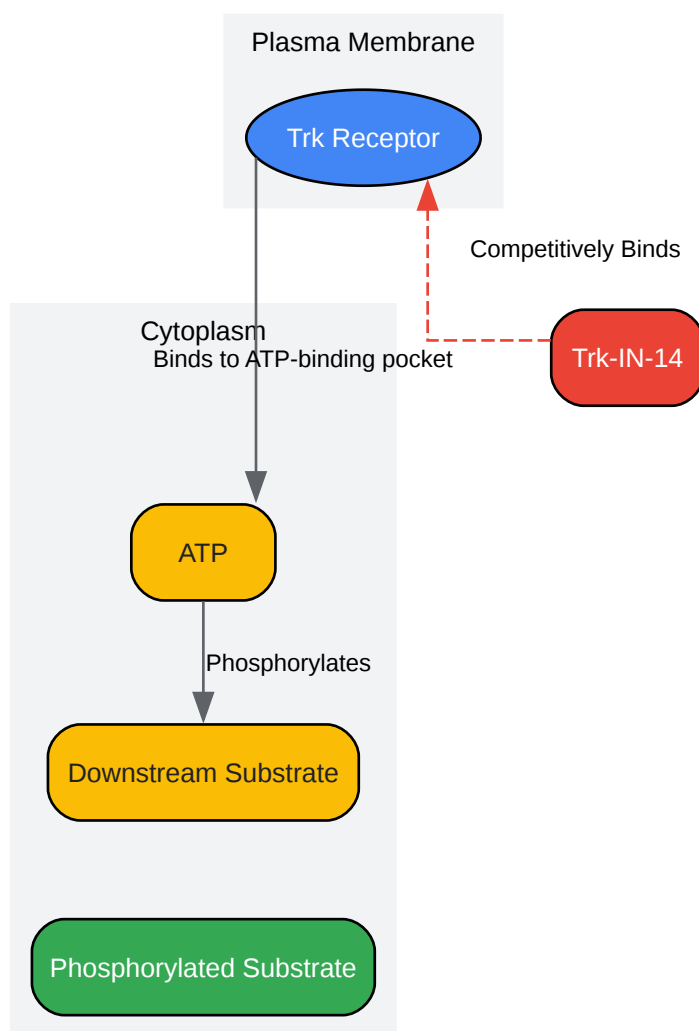 Plasma Membrane
Trk Receptor
Competitively Binds
Trk-IN-14
Cytoplasm
Binds to ATP-binding pocket
ATP
Phosphorylates
Downstream Substrate
Phosphorylated Substrate